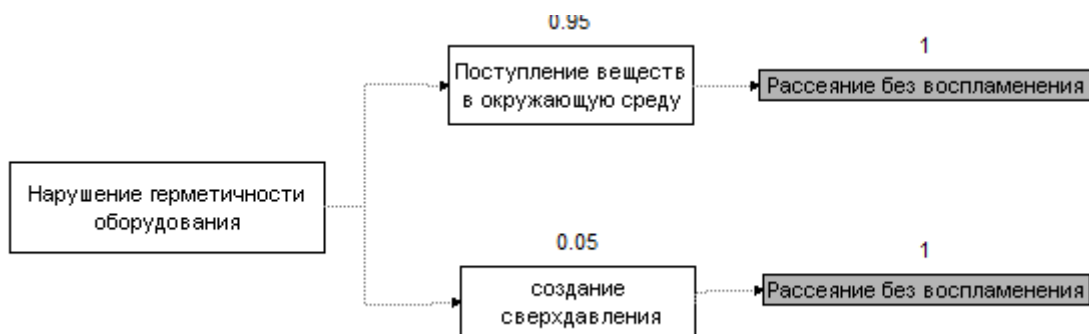 0.95
Поступление веществ
в окружающую среду
1
Рассеяние без воспламенения
Нарушение герметичности
оборудования
0.05
создание
сверхдавления
1
Рассеяние без воспламенения